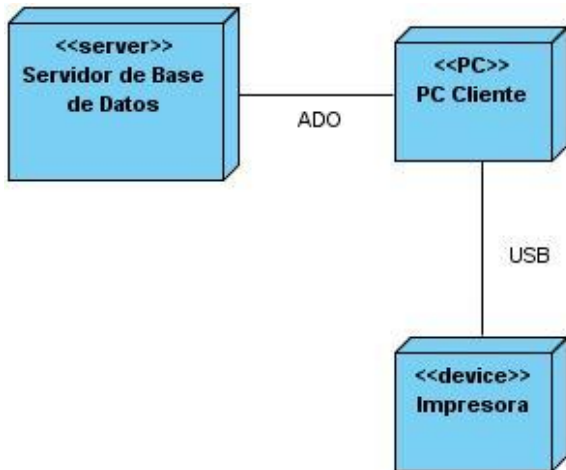 <<server>>
Servidor de Base
de Datos
ADO
<<PC>>
PC Cliente
USB
<<device>>
Impresora